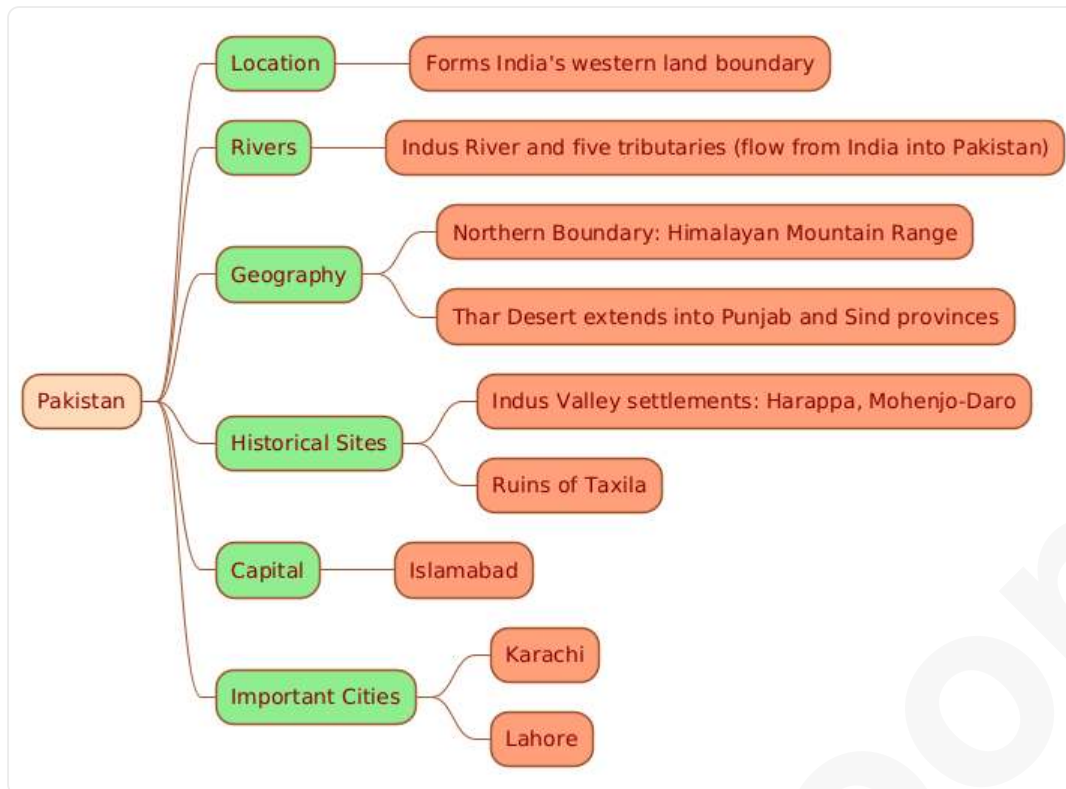 Location
Forms India's western land boundary
Rivers
Indus River and five tributaries (flow from India into Pakistan)
Northern Boundary: Himalayan Mountain Range
Geography
Thar Desert extends into Punjab and Sind provinces
Pakistan
Indus Valley settlements: Harappa, Mohenjo-Daro
Historical Sites
Ruins of Taxila
Capital
Islamabad
Karachi
Important Cities
Lahore